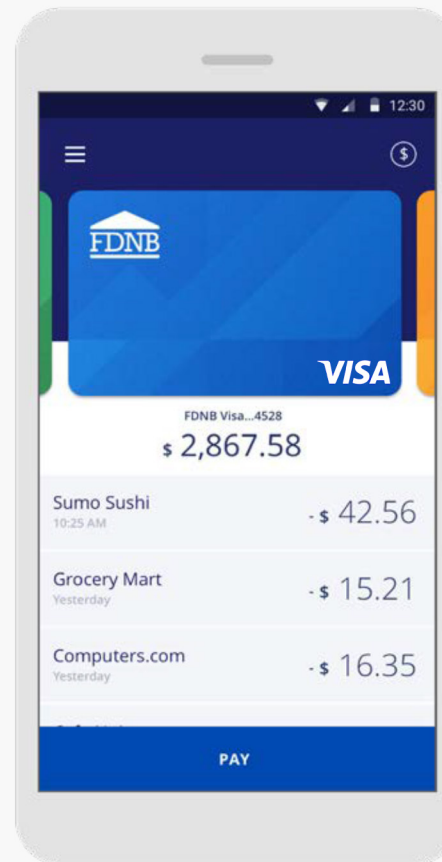 12:30
$
FDNB
VISA
FDNB Visa...4528
$ 2,867.58
Sumo Sushi
- $ 42.56
10:25 AM
Grocery Mart
- $ 15.21
Yesterday
Computers.com
- $ 16.35
Yesterday
PAY